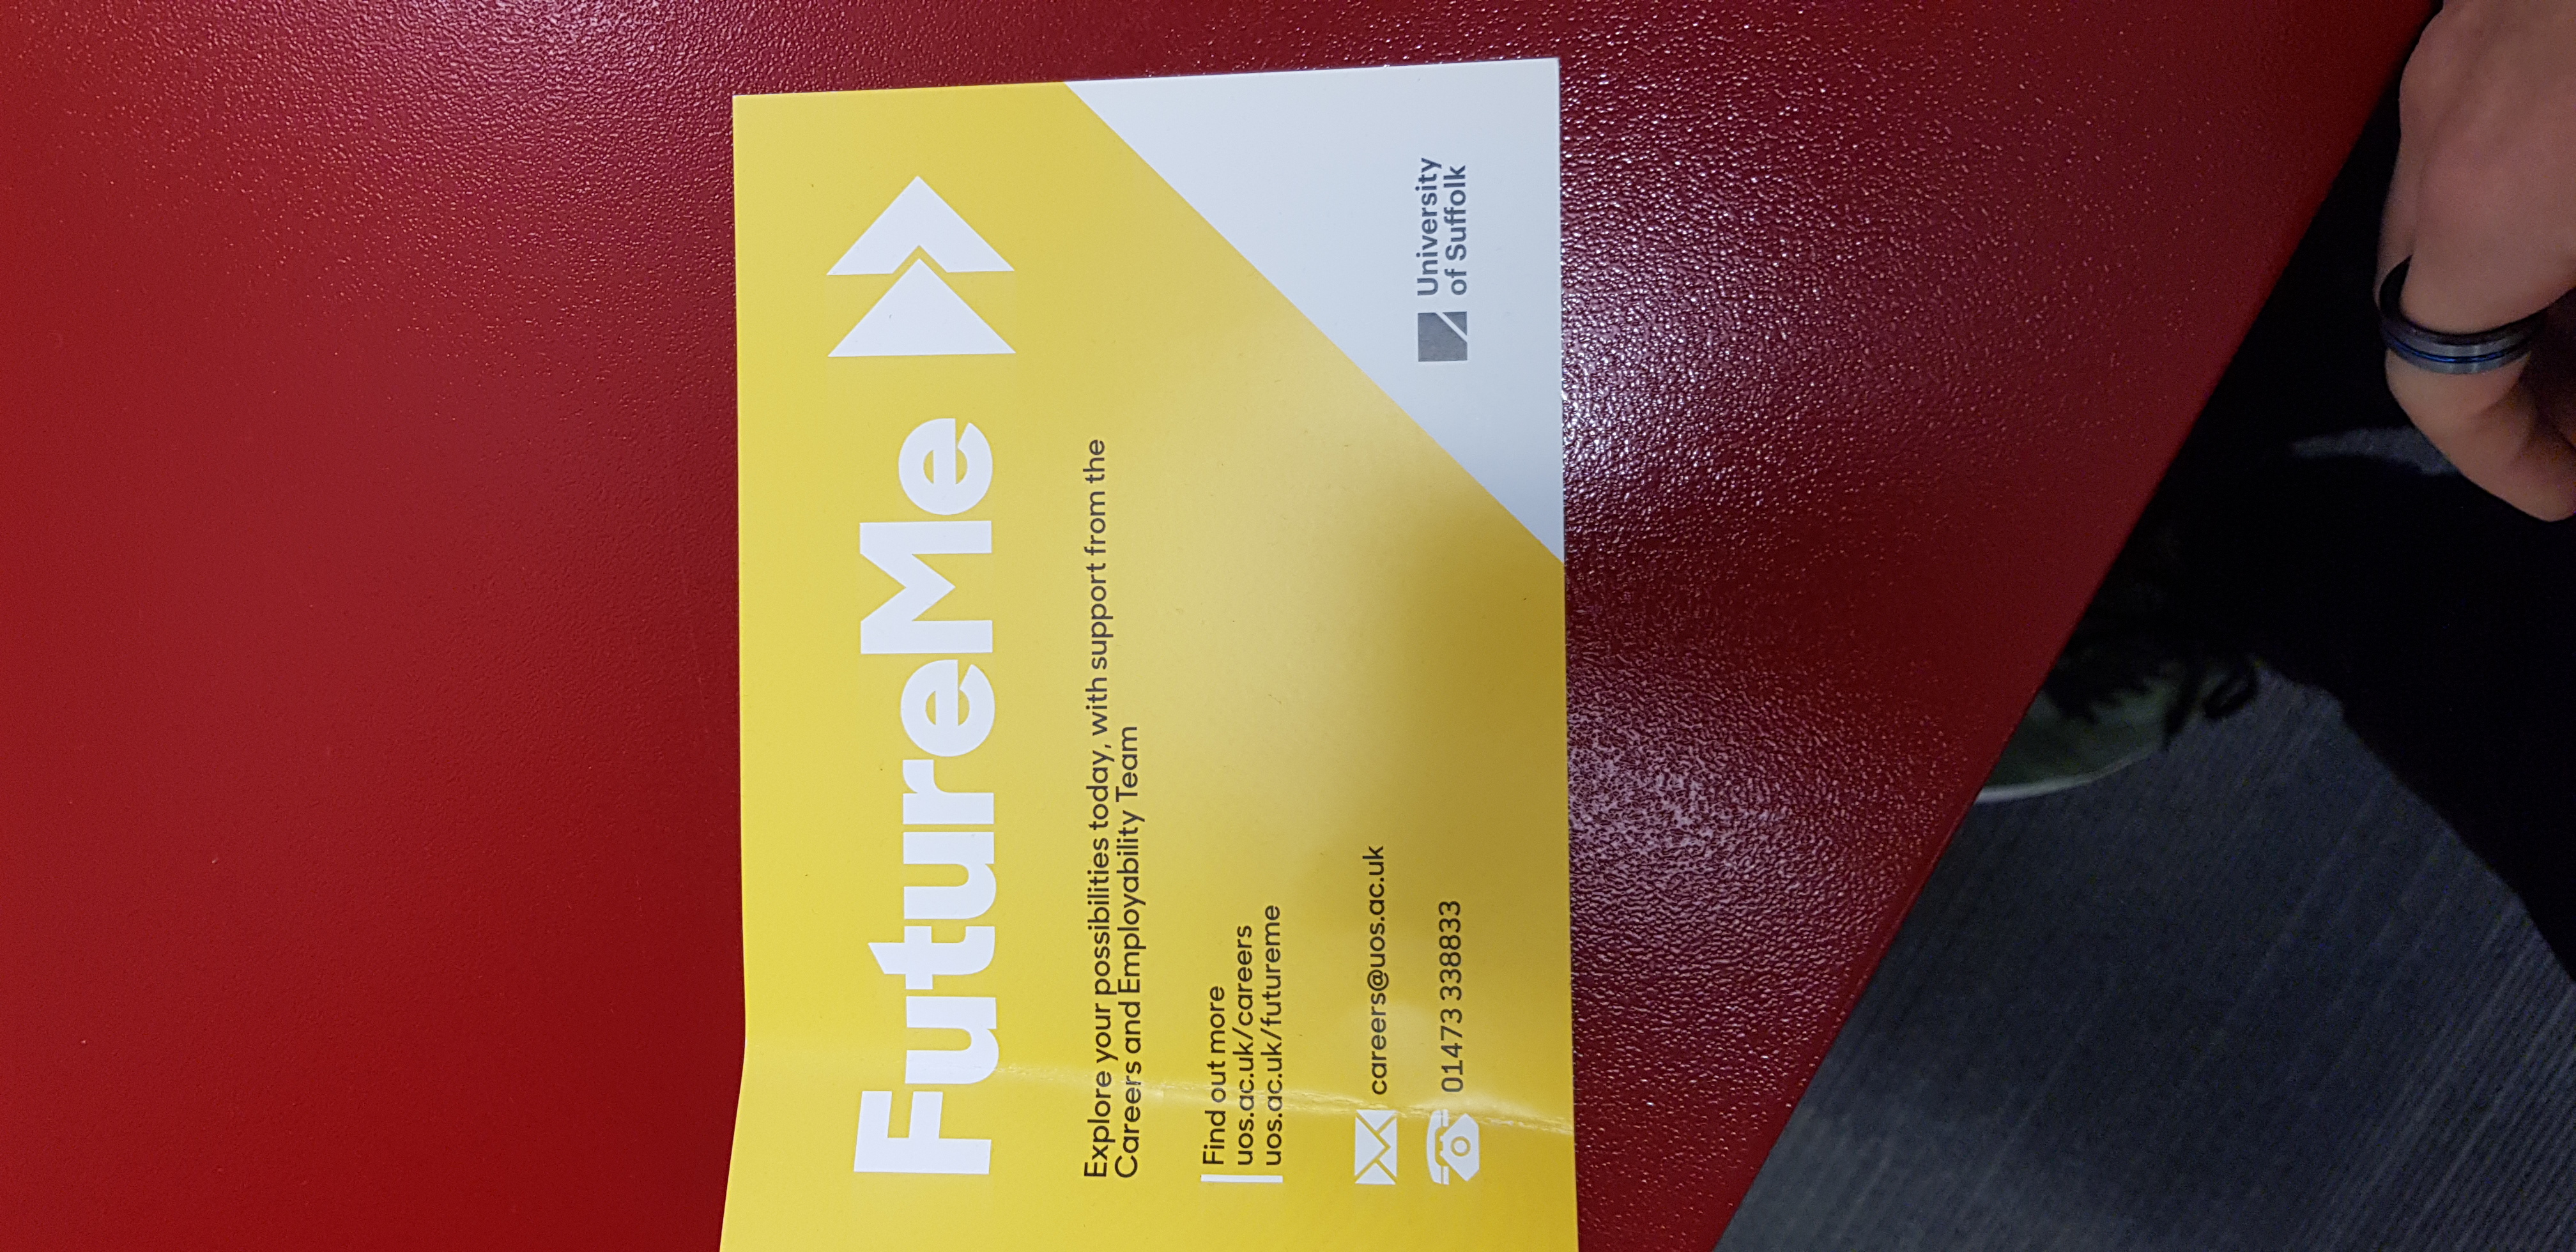 FutureMe
Explore your possibilities today, with support from the
Careers and Employability Team
Find out more
uos.ac.uk/careers
uos.ac.uk/futureme
careers@uos.ac.uk
01473 338833
University
of Suffolk